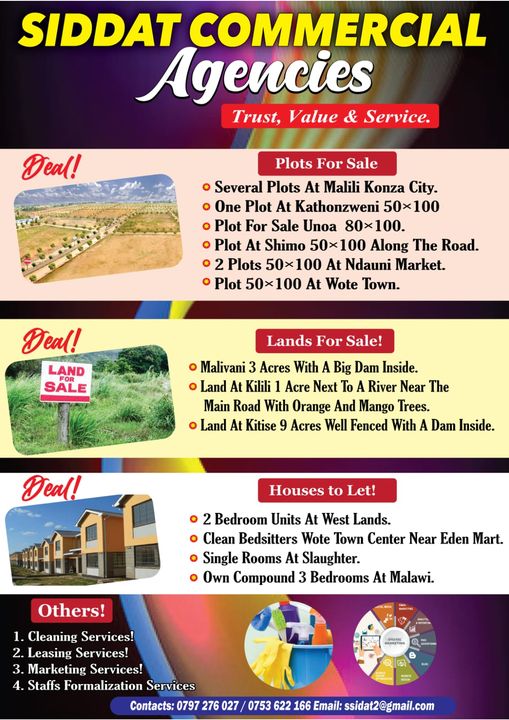 SIDDAT COMMERCIAL
Agencies
Trust, Value & Service.
Deal!
Plots For Sale
Several Plots At Malili Konza City.
One Plot At Kathonzweni 50×100
Plot For Sale Unoa 80×100.
Plot At Shimo 50×100 Along The Road.
2 Plots 50×100 At Ndauni Market.
Plot 50×100 At Wote Town.
Deal!
LAND
FOR
SALE
Lands For Sale!
Malivani 3 Acres With A Big Dam Inside.
Land At Kilili 1 Acre Next To A River Near The
Main Road With Orange And Mango Trees.
Land At Kitise 9 Acres Well Fenced With A Dam Inside.
Deal!
Houses to Let!
2 Bedroom Units At West Lands.
Clean Bedsitters Wote Town Center Near Eden Mart.
Single Rooms At Slaughter.
Own Compound 3 Bedrooms At Malawi.
Others!
1. Cleaning Services!
2. Leasing Services!
3. Marketing Services!
4. Staffs Formalization Services
Contacts: 0797 276 027 / 0753 622 166 Email: ssidat2@gmail.com